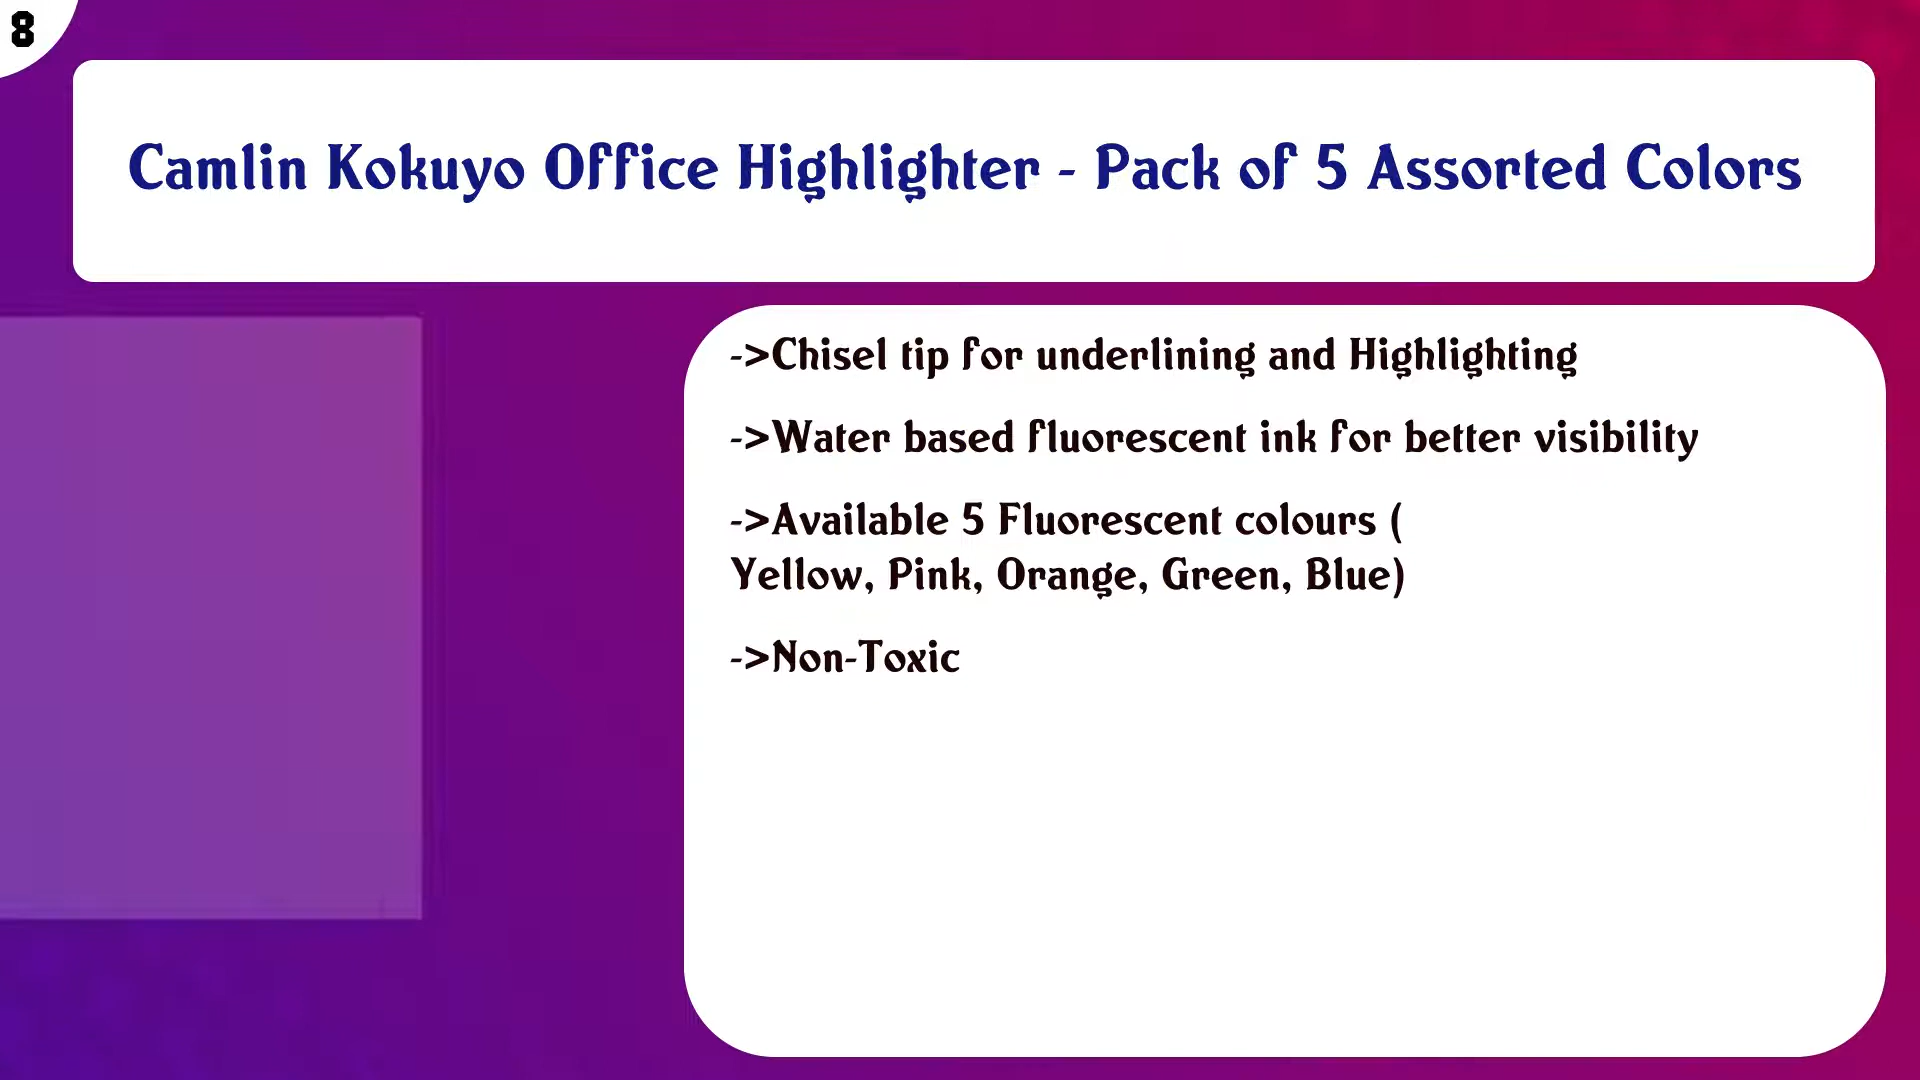 8
Camlin Kokuyo Office Highlighter - Pack of 5 Assorted Colors
->Chisel tip for underlining and Highlighting
->Water based fluorescent ink for better visibility
->Available 5 Fluorescent colours (
Yellow, Pink, Orange, Green, Blue)
->Non-Toxic